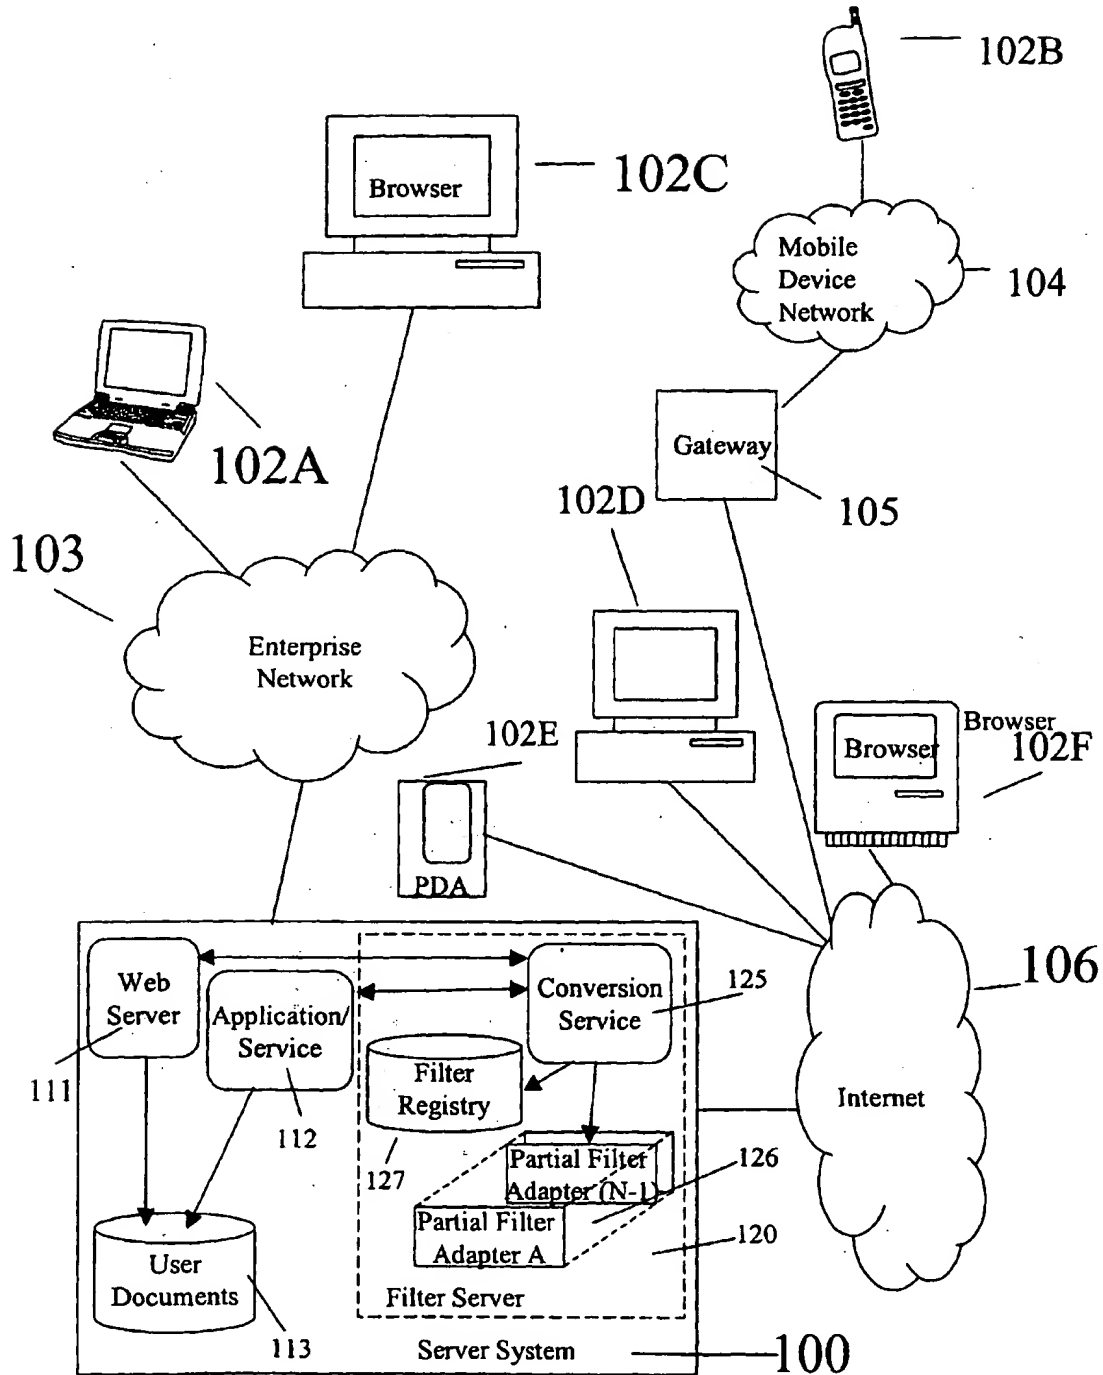 102B
Browser
102C
Mobile
Device
Network
104
102A
Gateway
105
102D
103
Enterprise
Network
102E
Browser
Browser
102F
PDA
Web
Server
111
Application/
Service
112
Conversion
Service
125
Filter
Registry
127
106
Internet
Partial Filter
Adapter (N-1)
126
Partial Filter
Adapter A
120
User
Documents
113
Filter Server
Server System
100